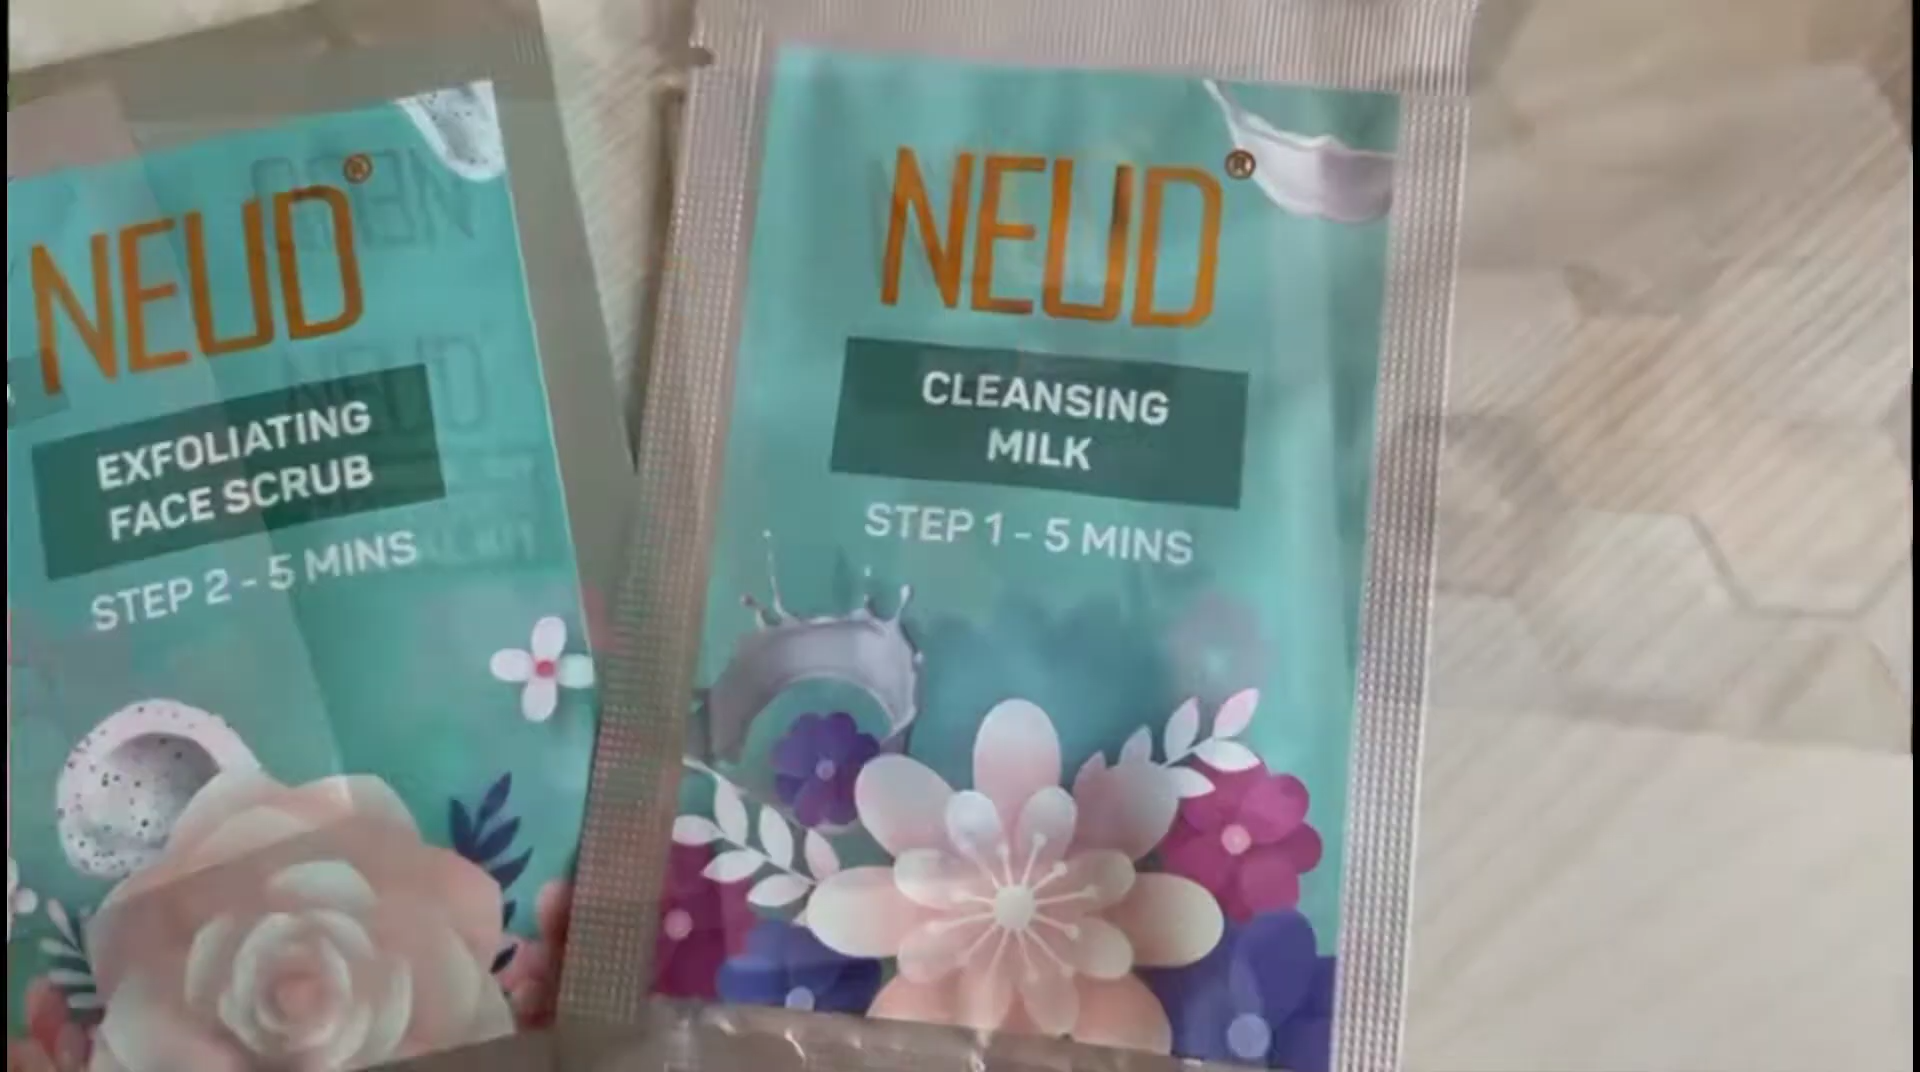 NEUD®
EXFOLIATING
FACE SCRUB
STEP 2 - 5 MINS
NEUD®
CLEANSING
MILK
STEP 1 - 5 MINS